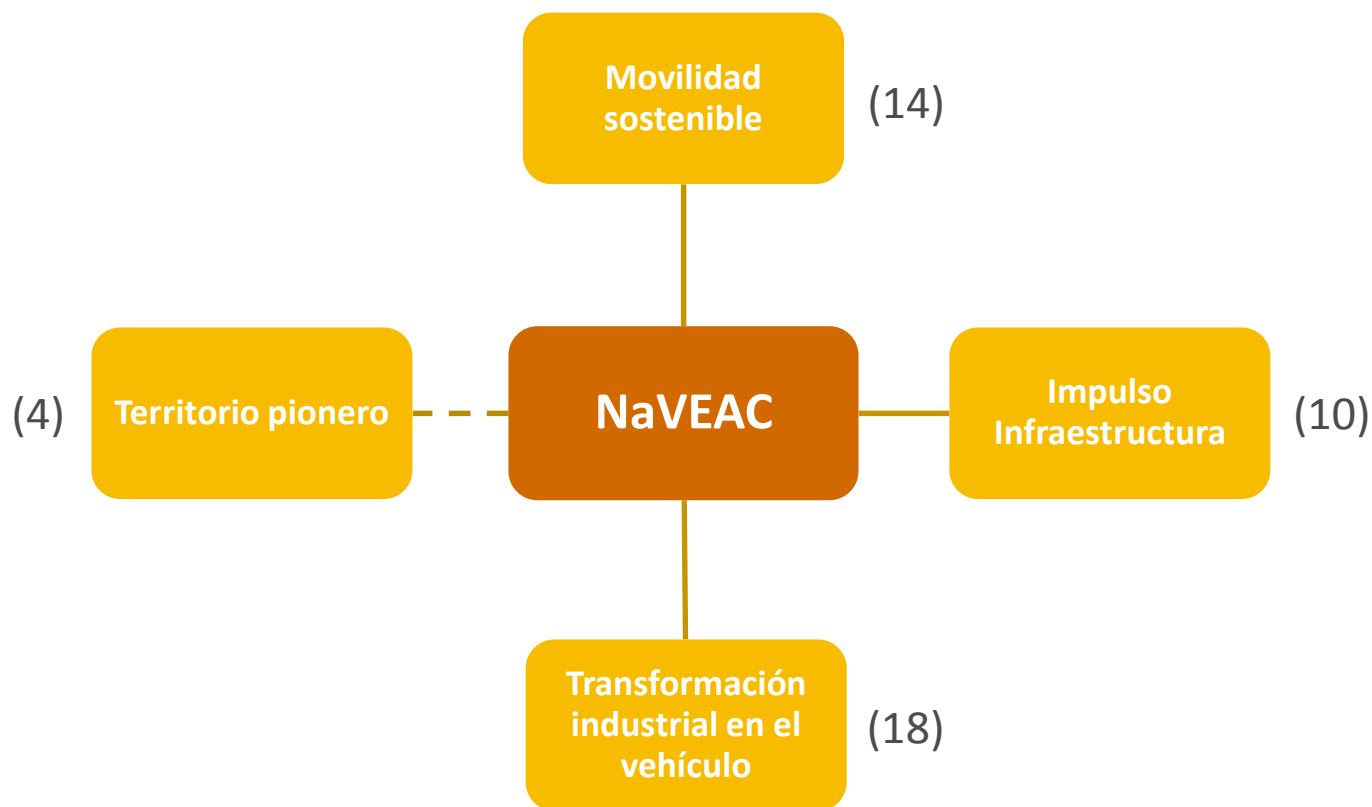 Movilidad
sostenible
(14)
(4)
Territorio pionero
NaVEAC
Impulso
Infraestructura
(10)
Transformación
industrial en el
vehículo
(18)